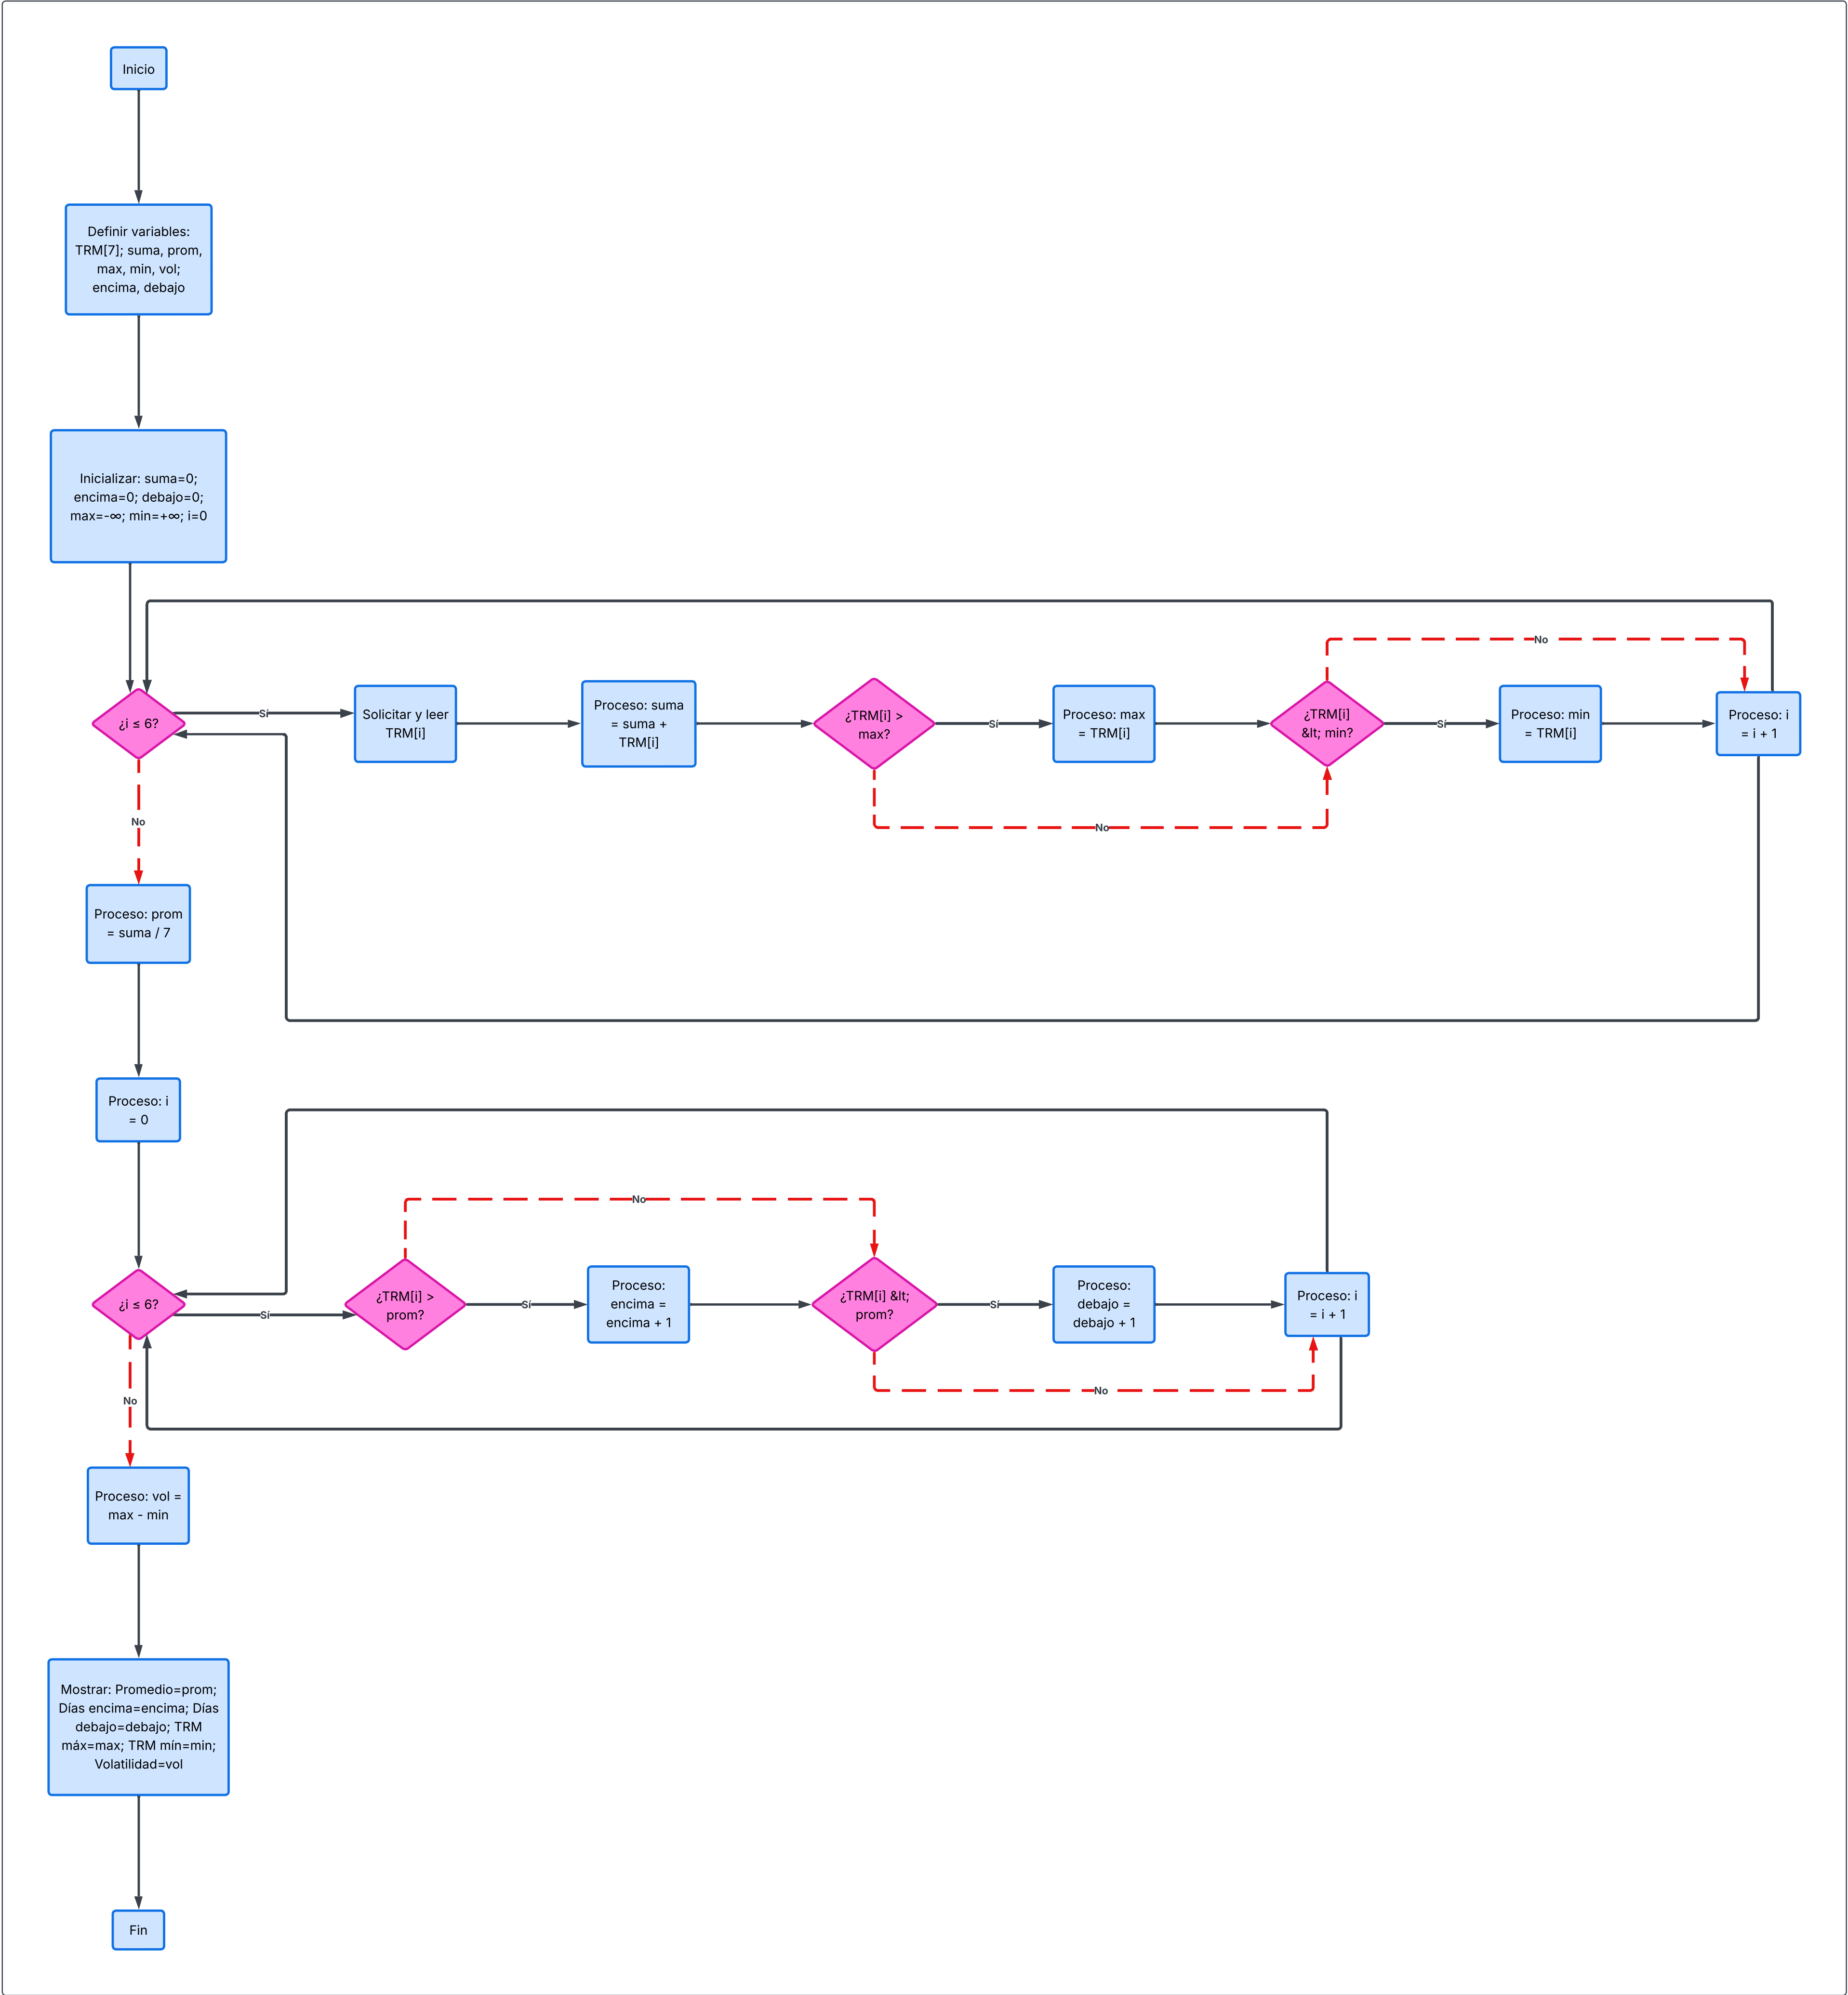 Inicio
Definir variables:
TRM[7]; suma, prom,
max, min, vol;
encima, debajo
Inicializar: suma=0;
encima=0; debajo=0;
max=-∞; min=+∞; i=0
¿i ≤ 6?
Sí
Solicitar y leer
TRM[i]
Proceso: suma
= suma +
TRM[i]
¿TRM[i] >
max?
Sí
Proceso: max
= TRM[i]
No
¿TRM[i]
&lt; min?
Sí
Proceso: min
= TRM[i]
No
Proceso: i
= i + 1
No
Proceso: prom
= suma / 7
Proceso: i
= 0
¿i ≤ 6?
Sí
¿TRM[i] >
prom?
Sí
Proceso:
encima =
encima + 1
No
¿TRM[i] &lt;
prom?
Sí
Proceso:
debajo =
debajo + 1
No
Proceso: i
= i + 1
No
Proceso: vol =
max - min
Mostrar: Promedio=prom;
Días encima=encima; Días
debajo=debajo; TRM
máx=max; TRM mín=min;
Volatilidad=vol
Fin